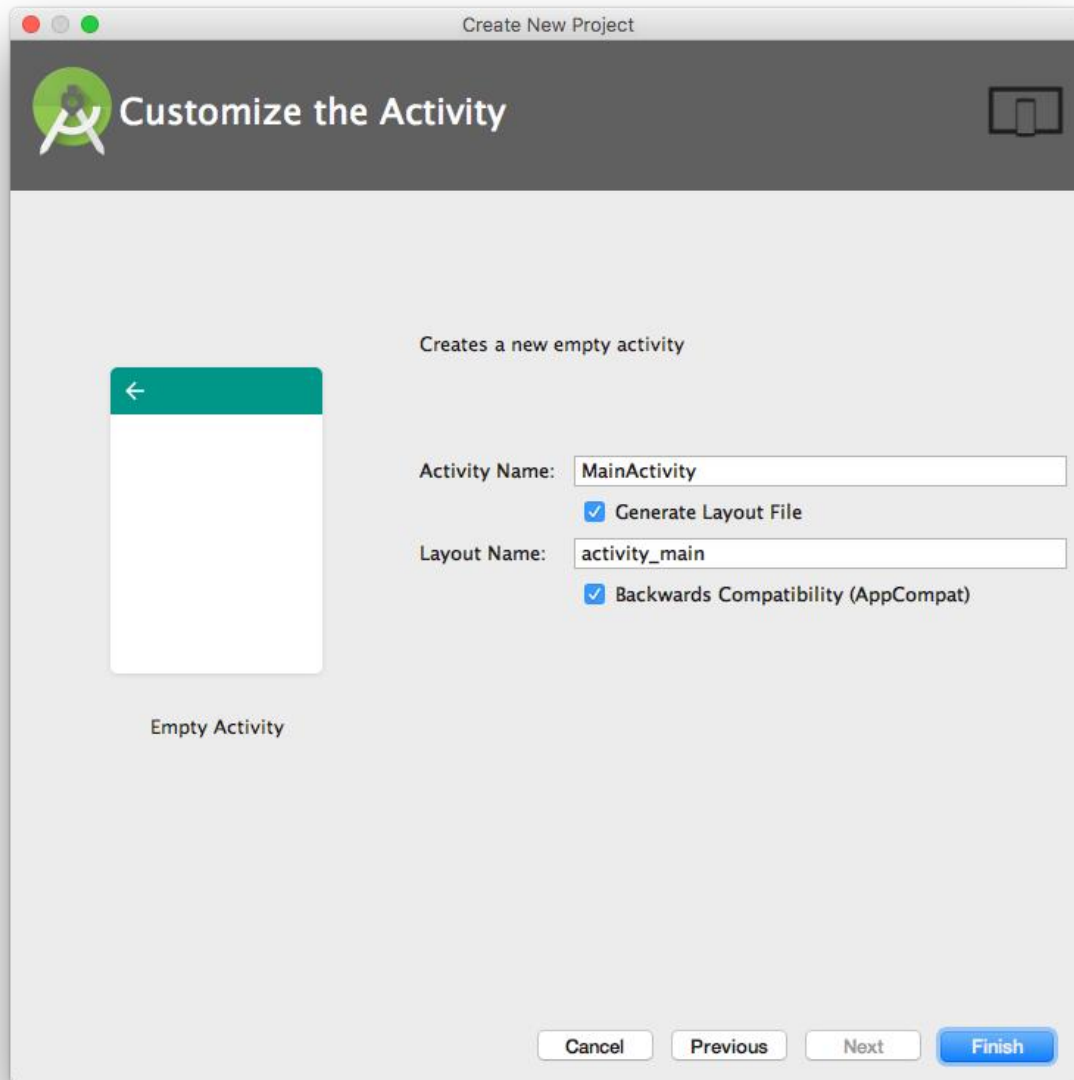 Create New Project
Customize the Activity
Creates a new empty activity
Activity Name: MainActivity
Generate Layout File
Layout Name: activity_main
Backwards Compatibility (AppCompat)
Empty Activity
Cancel Previous Next Finish